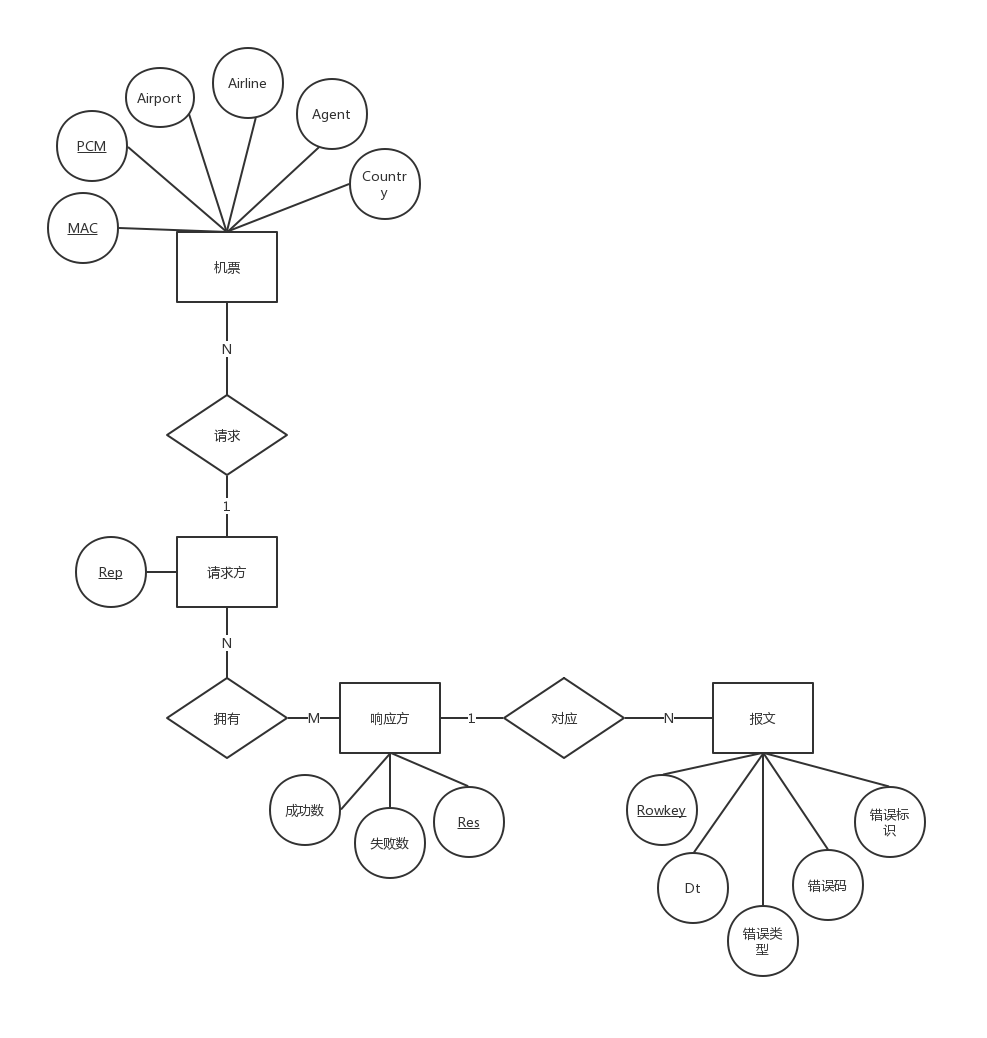 Airline
Airport
Agent
PCM
Countr
y
MAC
机票
N
请求
1
Rep
请求方
N
拥有
M
响应方
1
对应
N
报文
成功数
失败数
Res
Rowkey
Dt
错误类
型
错误码
错误标
识